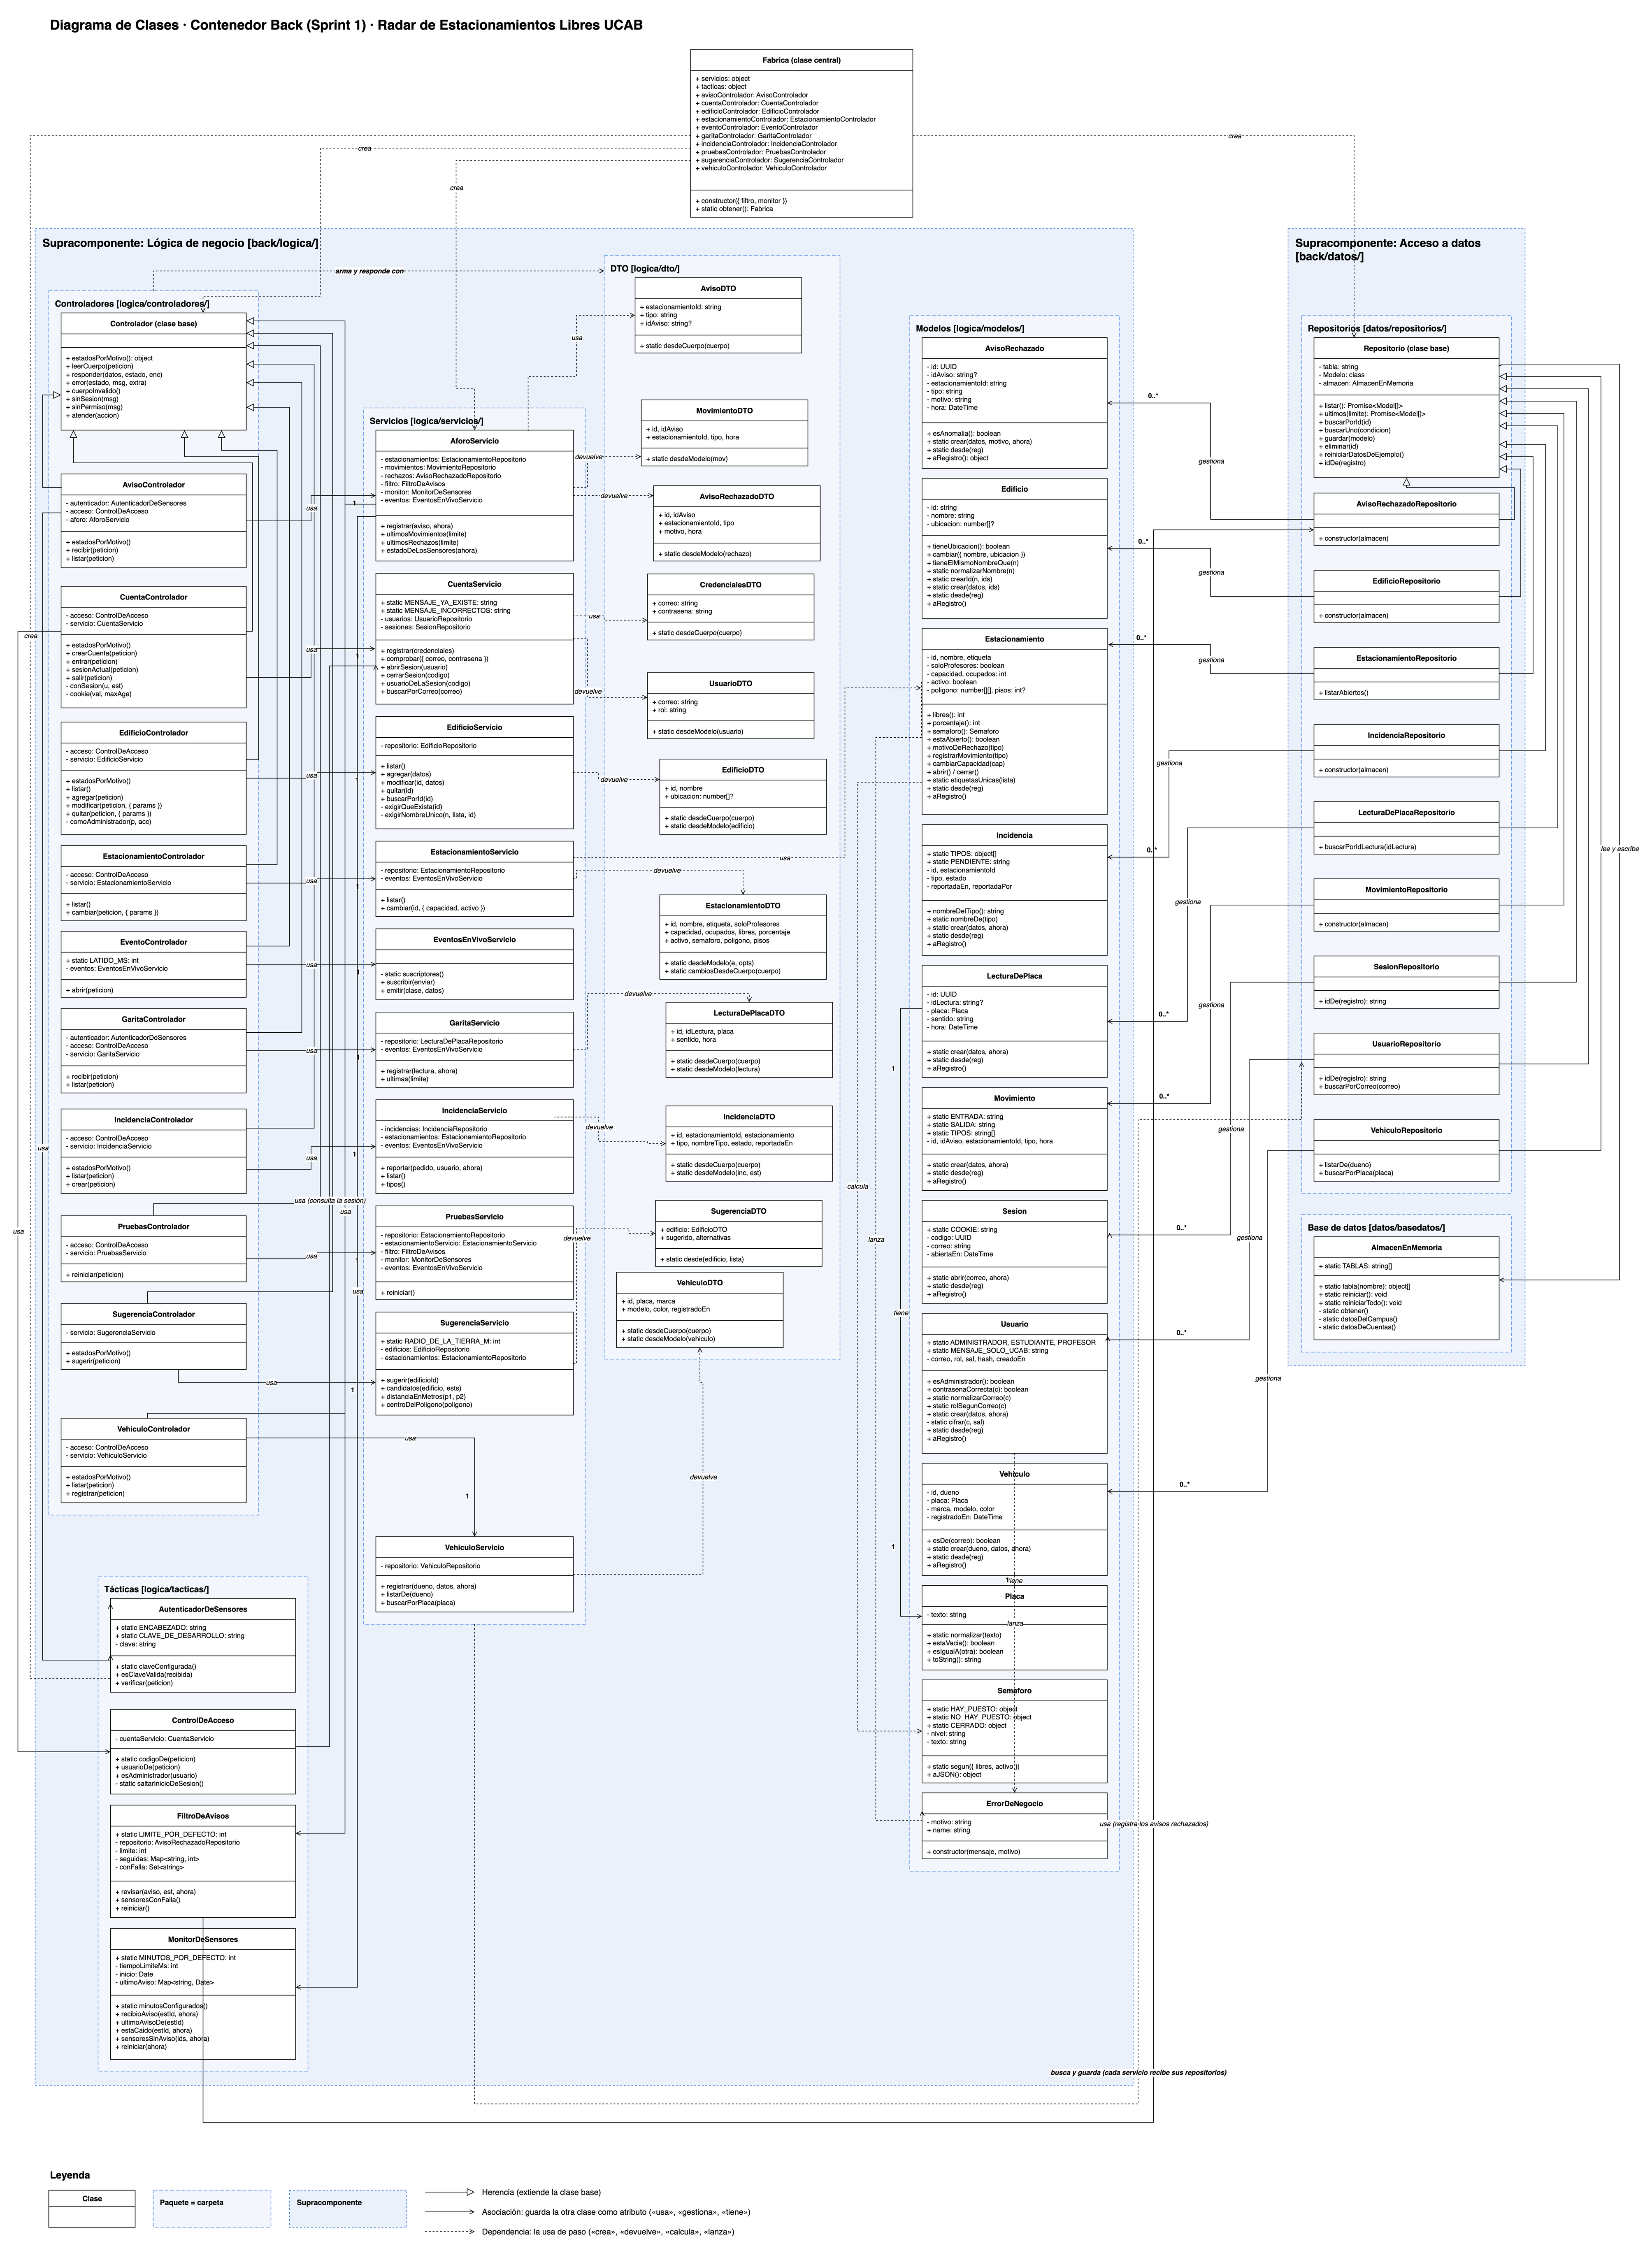 Diagrama de Clases · Contenedor Back (Sprint 1) · Radar de Estacionamientos Libres UCAB
Fabrica (clase central)
+ servicios: object
+ tacticas: object
+ avisoControlador: AvisoControlador
+ cuentaControlador: CuentaControlador
+ edificioControlador: EdificioControlador
+ estacionamientoControlador: EstacionamientoControlador
+ eventoControlador: EventoControlador
+ garitaControlador: GaritaControlador
+ incidenciaControlador: IncidenciaControlador
+ pruebasControlador: PruebasControlador
+ sugerenciaControlador: SugerenciaControlador
+ vehiculoControlador: VehiculoControlador
+ constructor({ filtro, monitor })
+ static obtener(): Fabrica
crea
crea
crea
crea
Supracomponente: Lógica de negocio [back/logica/]
arma y responde con
Controladores [logica/controladores/]
Controlador (clase base)
+ estadosPorMotivo(): object
+ leerCuerpo(peticion)
+ responder(datos, estado, enc)
+ error(estado, msg, extra)
+ cuerpoInvalido()
+ sinSesion(msg)
+ sinPermiso(msg)
+ atender(accion)
AvisoControlador
- autenticador: AutenticadorDeSensores
- acceso: ControlDeAcceso
- aforo: AforoServicio
+ estadosPorMotivo()
+ recibir(peticion)
+ listar(peticion)
CuentaControlador
- acceso: ControlDeAcceso
- servicio: CuentaServicio
+ estadosPorMotivo()
+ crearCuenta(peticion)
+ entrar(peticion)
+ sesionActual(peticion)
+ salir(peticion)
- conSesion(u, est)
- cookie(val, maxAge)
EdificioControlador
- acceso: ControlDeAcceso
- servicio: EdificioServicio
+ estadosPorMotivo()
+ listar()
+ agregar(peticion)
+ modificar(peticion, { params })
+ quitar(peticion, { params })
- comoAdministrador(p, acc)
EstacionamientoControlador
- acceso: ControlDeAcceso
- servicio: EstacionamientoServicio
+ listar()
+ cambiar(peticion, { params })
EventoControlador
+ static LATIDO_MS: int
- eventos: EventosEnVivoServicio
+ abrir(peticion)
GaritaControlador
- autenticador: AutenticadorDeSensores
- acceso: ControlDeAcceso
- servicio: GaritaServicio
+ recibir(peticion)
+ listar(peticion)
IncidenciaControlador
- acceso: ControlDeAcceso
- servicio: IncidenciaServicio
+ estadosPorMotivo()
+ listar(peticion)
+ crear(peticion)
PruebasControlador
- acceso: ControlDeAcceso
- servicio: PruebasServicio
+ reiniciar(peticion)
SugerenciaControlador
- servicio: SugerenciaServicio
+ estadosPorMotivo()
+ sugerir(peticion)
VehiculoControlador
- acceso: ControlDeAcceso
- servicio: VehiculoServicio
+ estadosPorMotivo()
+ listar(peticion)
+ registrar(peticion)
usa
usa
usa
usa
usa
usa
usa
usa
usa
usa
usa
usa
usa
usa
usa (consulta la sesión)
1
1
1
1
1
1
1
1
1
1
Tácticas [logica/tacticas/]
AutenticadorDeSensores
+ static ENCABEZADO: string
+ static CLAVE_DE_DESARROLLO: string
- clave: string
+ static claveConfigurada()
+ esClaveValida(recibida)
+ verificar(peticion)
ControlDeAcceso
- cuentaServicio: CuentaServicio
+ static codigoDe(peticion)
+ usuarioDe(peticion)
+ esAdministrador(usuario)
- static saltarInicioDeSesion()
FiltroDeAvisos
+ static LIMITE_POR_DEFECTO: int
- repositorio: AvisoRechazadoRepositorio
- limite: int
- seguidas: Map<string, int>
- conFalla: Set<string>
+ revisar(aviso, est, ahora)
+ sensoresConFalla()
+ reiniciar()
MonitorDeSensores
+ static MINUTOS_POR_DEFECTO: int
- tiempoLimiteMs: int
- inicio: Date
- ultimoAviso: Map<string, Date>
+ static minutosConfigurados()
+ recibioAviso(estId, ahora)
+ ultimoAvisoDe(estId)
+ estaCaido(estId, ahora)
+ sensoresSinAviso(ids, ahora)
+ reiniciar(ahora)
Servicios [logica/servicios/]
AforoServicio
- estacionamientos: EstacionamientoRepositorio
- movimientos: MovimientoRepositorio
- rechazos: AvisoRechazadoRepositorio
- filtro: FiltroDeAvisos
- monitor: MonitorDeSensores
- eventos: EventosEnVivoServicio
+ registrar(aviso, ahora)
+ ultimosMovimientos(limite)
+ ultimosRechazos(limite)
+ estadoDeLosSensores(ahora)
CuentaServicio
+ static MENSAJE_YA_EXISTE: string
+ static MENSAJE_INCORRECTOS: string
- usuarios: UsuarioRepositorio
- sesiones: SesionRepositorio
+ registrar(credenciales)
+ comprobar({ correo, contrasena })
+ abrirSesion(usuario)
+ cerrarSesion(codigo)
+ usuarioDeLaSesion(codigo)
+ buscarPorCorreo(correo)
EdificioServicio
- repositorio: EdificioRepositorio
+ listar()
+ agregar(datos)
+ modificar(id, datos)
+ quitar(id)
+ buscarPorId(id)
- exigirQueExista(id)
- exigirNombreUnico(n, lista, id)
EstacionamientoServicio
- repositorio: EstacionamientoRepositorio
- eventos: EventosEnVivoServicio
+ listar()
+ cambiar(id, { capacidad, activo })
EventosEnVivoServicio
- static suscriptores()
+ suscribir(enviar)
+ emitir(clase, datos)
GaritaServicio
- repositorio: LecturaDePlacaRepositorio
- eventos: EventosEnVivoServicio
+ registrar(lectura, ahora)
+ ultimas(limite)
IncidenciaServicio
- incidencias: IncidenciaRepositorio
- estacionamientos: EstacionamientoRepositorio
- eventos: EventosEnVivoServicio
+ reportar(pedido, usuario, ahora)
+ listar()
+ tipos()
PruebasServicio
- repositorio: EstacionamientoRepositorio
- estacionamientoServicio: EstacionamientoServicio
- filtro: FiltroDeAvisos
- monitor: MonitorDeSensores
- eventos: EventosEnVivoServicio
+ reiniciar()
SugerenciaServicio
+ static RADIO_DE_LA_TIERRA_M: int
- edificios: EdificioRepositorio
- estacionamientos: EstacionamientoRepositorio
+ sugerir(edificioId)
+ candidatos(edificio, ests)
+ distanciaEnMetros(p1, p2)
+ centroDelPoligono(poligono)
VehiculoServicio
- repositorio: VehiculoRepositorio
+ registrar(dueno, datos, ahora)
+ listarDe(dueno)
+ buscarPorPlaca(placa)
usa
devuelve
devuelve
usa
devuelve
devuelve
usa
devuelve
devuelve
devuelve
devuelve
devuelve
DTO [logica/dto/]
AvisoDTO
+ estacionamientoId: string
+ tipo: string
+ idAviso: string?
+ static desdeCuerpo(cuerpo)
MovimientoDTO
+ id, idAviso
+ estacionamientoId, tipo, hora
+ static desdeModelo(mov)
AvisoRechazadoDTO
+ id, idAviso
+ estacionamientoId, tipo
+ motivo, hora
+ static desdeModelo(rechazo)
CredencialesDTO
+ correo: string
+ contrasena: string
+ static desdeCuerpo(cuerpo)
UsuarioDTO
+ correo: string
+ rol: string
+ static desdeModelo(usuario)
EdificioDTO
+ id, nombre
+ ubicacion: number[]?
+ static desdeCuerpo(cuerpo)
+ static desdeModelo(edificio)
EstacionamientoDTO
+ id, nombre, etiqueta, soloProfesores
+ capacidad, ocupados, libres, porcentaje
+ activo, semaforo, poligono, pisos
+ static desdeModelo(e, opts)
+ static cambiosDesdeCuerpo(cuerpo)
LecturaDePlacaDTO
+ id, idLectura, placa
+ sentido, hora
+ static desdeCuerpo(cuerpo)
+ static desdeModelo(lectura)
IncidenciaDTO
+ id, estacionamientoId, estacionamiento
+ tipo, nombreTipo, estado, reportadaEn
+ static desdeCuerpo(cuerpo)
+ static desdeModelo(inc, est)
SugerenciaDTO
+ edificio: EdificioDTO
+ sugerido, alternativas
+ static desde(edificio, lista)
VehiculoDTO
+ id, placa, marca
+ modelo, color, registradoEn
+ static desdeCuerpo(cuerpo)
+ static desdeModelo(vehiculo)
Modelos [logica/modelos/]
AvisoRechazado
- id: UUID
- idAviso: string?
- estacionamientoId: string
- tipo: string
- motivo: string
- hora: DateTime
+ esAnomalia(): boolean
+ static crear(datos, motivo, ahora)
+ static desde(reg)
+ aRegistro(): object
Edificio
- id: string
- nombre: string
- ubicacion: number[]?
+ tieneUbicacion(): boolean
+ cambiar({ nombre, ubicacion })
+ tieneElMismoNombreQue(n)
+ static normalizarNombre(n)
+ static crearId(n, ids)
+ static crear(datos, ids)
+ static desde(reg)
+ aRegistro()
Estacionamiento
- id, nombre, etiqueta
- soloProfesores: boolean
- capacidad, ocupados: int
- activo: boolean
- poligono: number[][], pisos: int?
+ libres(): int
+ porcentaje(): int
+ semaforo(): Semaforo
+ estaAbierto(): boolean
+ motivoDeRechazo(tipo)
+ registrarMovimiento(tipo)
+ cambiarCapacidad(cap)
+ abrir() / cerrar()
+ static etiquetasUnicas(lista)
+ static desde(reg)
+ aRegistro()
Incidencia
+ static TIPOS: object[]
+ static PENDIENTE: string
- id, estacionamientoId
- tipo, estado
- reportadaEn, reportadaPor
+ nombreDelTipo(): string
+ static nombreDe(tipo)
+ static crear(datos, ahora)
+ static desde(reg)
+ aRegistro()
LecturaDePlaca
- id: UUID
- idLectura: string?
- placa: Placa
- sentido: string
- hora: DateTime
+ static crear(datos, ahora)
+ static desde(reg)
+ aRegistro()
Movimiento
+ static ENTRADA: string
+ static SALIDA: string
+ static TIPOS: string[]
- id, idAviso, estacionamientoId, tipo, hora
+ static crear(datos, ahora)
+ static desde(reg)
+ aRegistro()
Sesion
+ static COOKIE: string
- codigo: UUID
- correo: string
- abiertaEn: DateTime
+ static abrir(correo, ahora)
+ static desde(reg)
+ aRegistro()
Usuario
+ static ADMINISTRADOR, ESTUDIANTE, PROFESOR
+ static MENSAJE_SOLO_UCAB: string
- correo, rol, sal, hash, creadoEn
+ esAdministrador(): boolean
+ contrasenaCorrecta(c): boolean
+ static normalizarCorreo(c)
+ static rolSegunCorreo(c)
+ static crear(datos, ahora)
- static cifrar(c, sal)
+ static desde(reg)
+ aRegistro()
Vehiculo
- id, dueno
- placa: Placa
- marca, modelo, color
- registradoEn: DateTime
+ esDe(correo): boolean
+ static crear(dueno, datos, ahora)
+ static desde(reg)
+ aRegistro()
1
tiene
Placa
- texto: string
lanza
+ static normalizar(texto)
+ estaVacia(): boolean
+ esIgualA(otra): boolean
+ toString(): string
Semaforo
+ static HAY_PUESTO: object
+ static NO_HAY_PUESTO: object
+ static CERRADO: object
- nivel: string
- texto: string
+ static segun({ libres, activo })
+ aJSON(): object
ErrorDeNegocio
- motivo: string
+ name: string
+ constructor(mensaje, motivo)
1
calcula
lanza
tiene
1
0..*
gestiona
0..*
gestiona
0..*
gestiona
0..*
gestiona
0..*
gestiona
0..*
gestiona
0..*
gestiona
0..*
gestiona
0..*
gestiona
usa (registra los avisos rechazados)
busca y guarda (cada servicio recibe sus repositorios)
Supracomponente: Acceso a datos
[back/datos/]
Repositorios [datos/repositorios/]
Repositorio (clase base)
- tabla: string
- Modelo: class
- almacen: AlmacenEnMemoria
+ listar(): Promise<Model[]>
+ ultimos(limite): Promise<Model[]>
+ buscarPorId(id)
+ buscarUno(condicion)
+ guardar(modelo)
+ eliminar(id)
+ reiniciarDatosDeEjemplo()
+ idDe(registro)
AvisoRechazadoRepositorio
+ constructor(almacen)
EdificioRepositorio
+ constructor(almacen)
EstacionamientoRepositorio
+ listarAbiertos()
IncidenciaRepositorio
+ constructor(almacen)
LecturaDePlacaRepositorio
+ buscarPorIdLectura(idLectura)
MovimientoRepositorio
+ constructor(almacen)
SesionRepositorio
+ idDe(registro): string
UsuarioRepositorio
+ idDe(registro): string
+ buscarPorCorreo(correo)
VehiculoRepositorio
+ listarDe(dueno)
+ buscarPorPlaca(placa)
lee y escribe
Base de datos [datos/basedatos/]
AlmacenEnMemoria
+ static TABLAS: string[]
+ static tabla(nombre): object[]
+ static reiniciar(): void
+ static reiniciarTodo(): void
- static obtener()
- static datosDelCampus()
- static datosDeCuentas()
Leyenda
Clase
Paquete = carpeta
Supracomponente
Herencia (extiende la clase base)
Asociación: guarda la otra clase como atributo («usa», «gestiona», «tiene»)
Dependencia: la usa de paso («crea», «devuelve», «calcula», «lanza»)